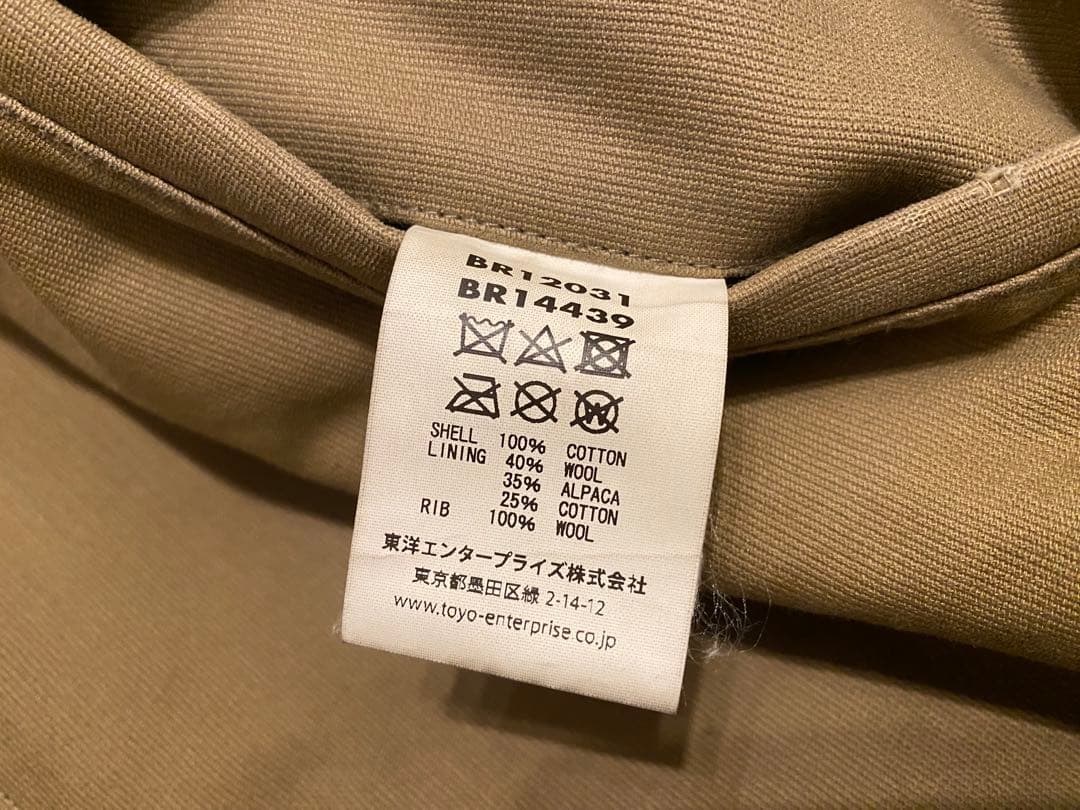 BR12031
BR14439
SHELL 100% COTTON
LINING 40% WOOL
35% ALPACA
25% COTTON
RIB 100% WOOL
東洋エンタープライズ株式会社
東京都墨田区緑 2-14-12
www.toyo-enterprise.co.jp